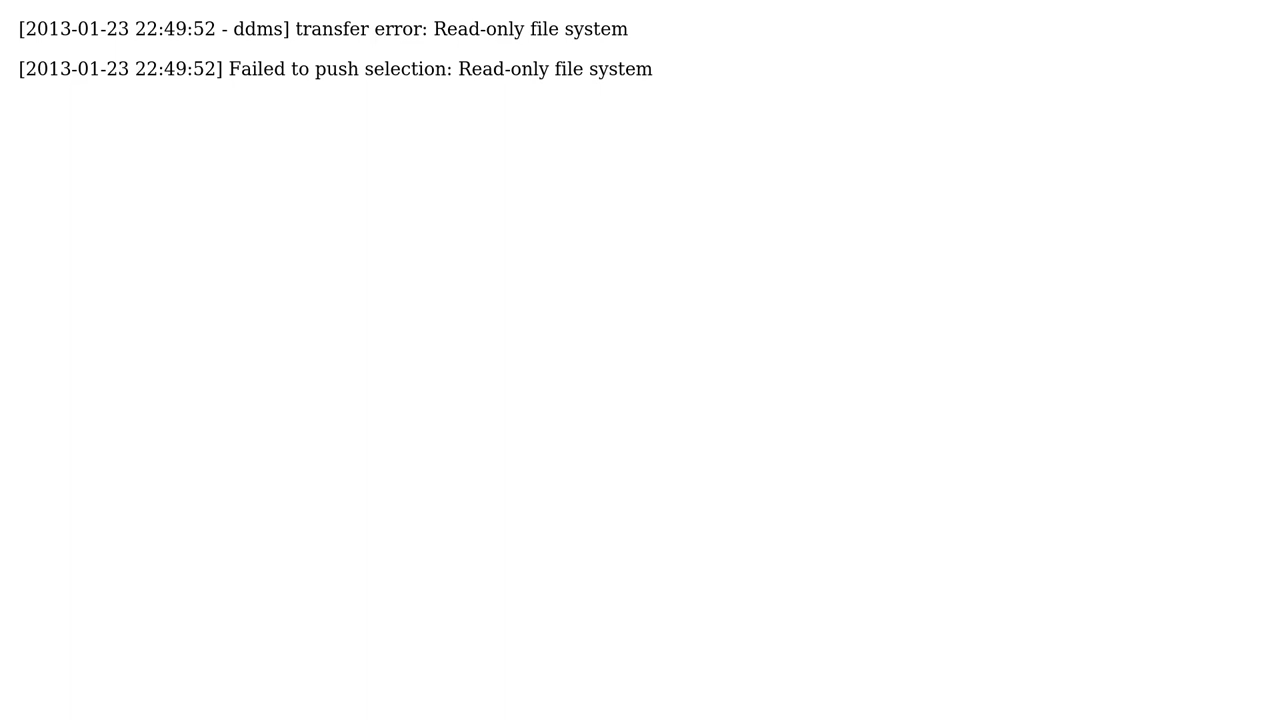 [2013-01-23 22:49:52 - ddms] transfer error: Read-only file system
[2013-01-23 22:49:52] Failed to push selection: Read-only file system